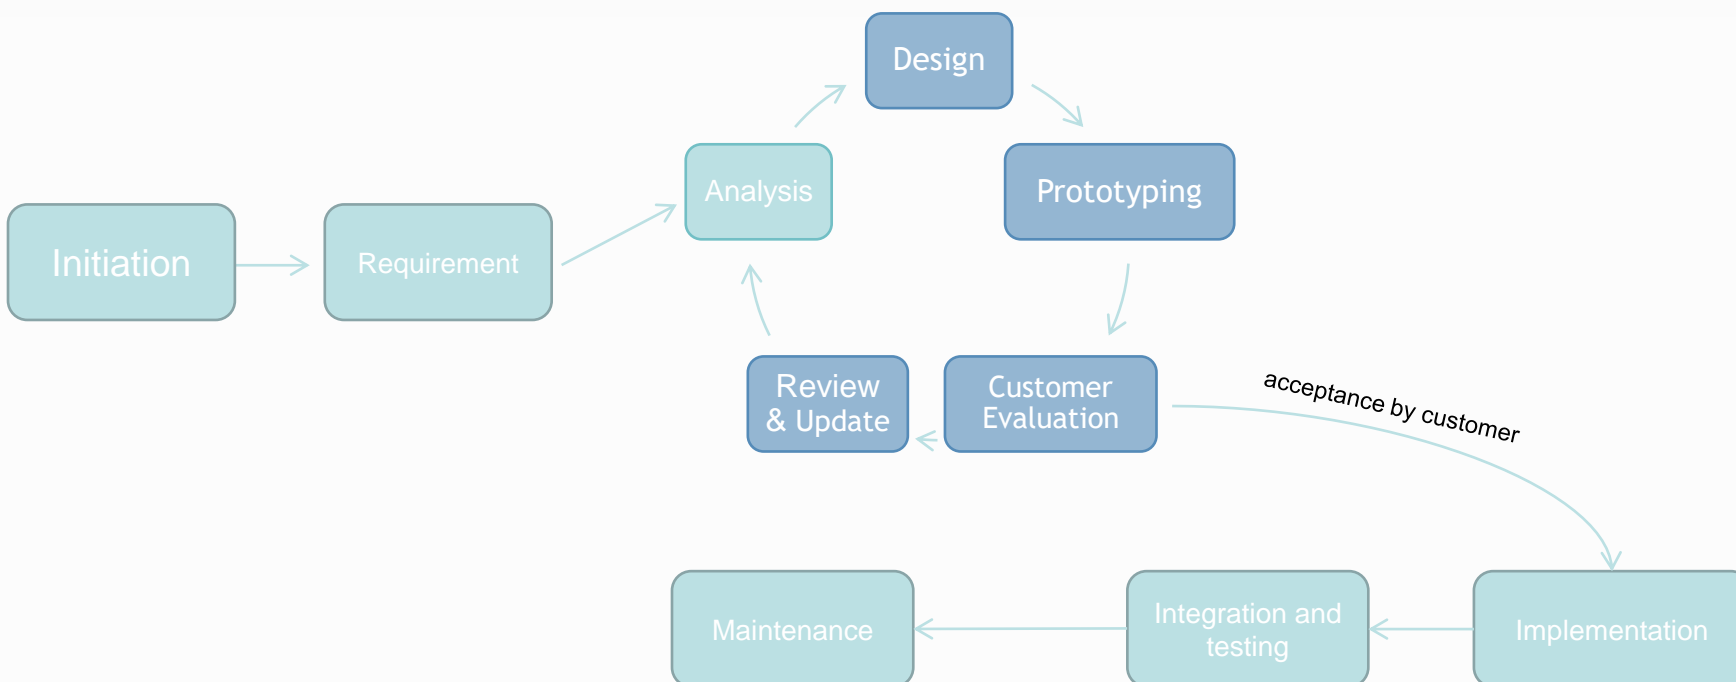 Design
Analysis
Prototyping
Initiation
Requirement
Review
& Update
Customer
Evaluation
acceptance by customer
Maintenance
Integration and
testing
Implementation